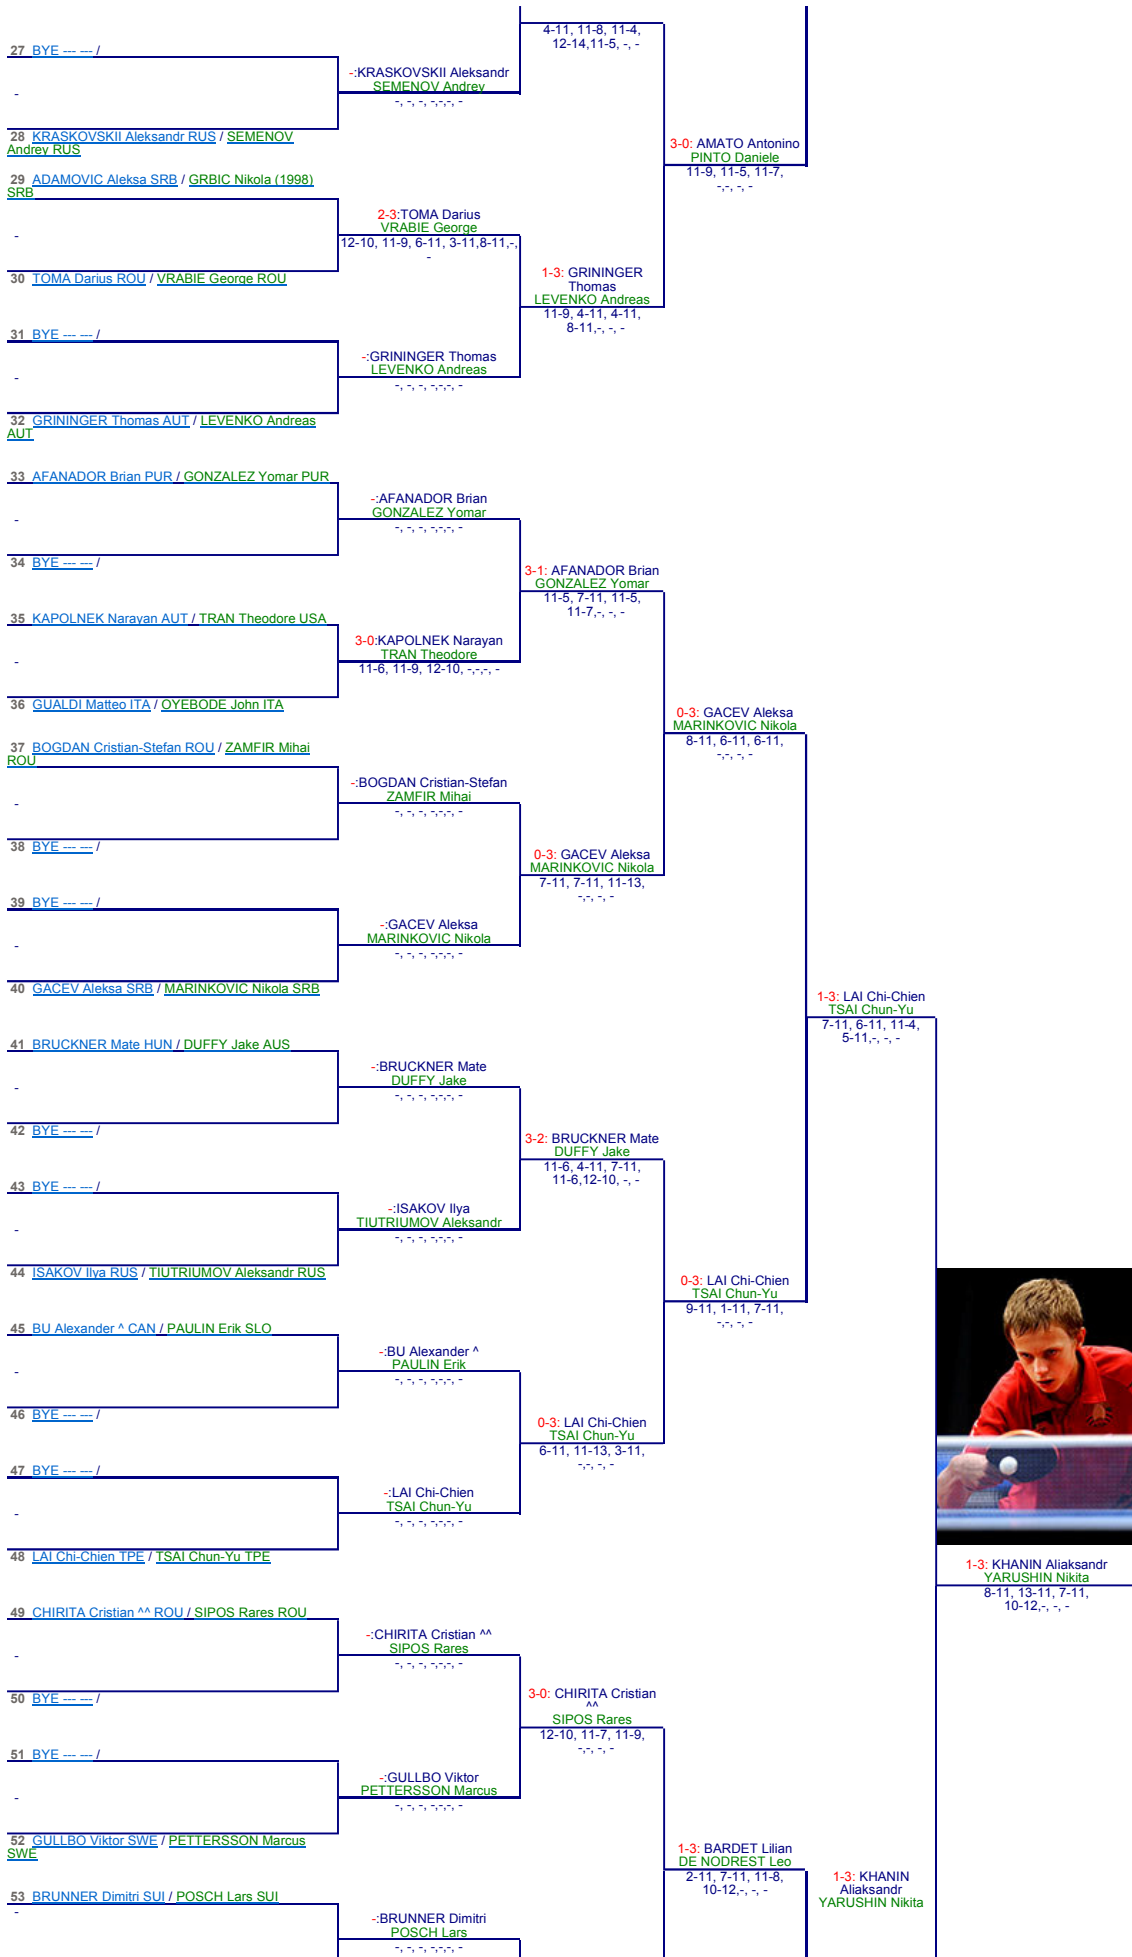 4-11, 11-8, 11-4,
12-14,11-5, -, -
27 BYE --- --- /
-:KRASKOVSKII Aleksandr
SEMENOV Andrey
-, -, -, -,-,-, -
-
28 KRASKOVSKII Aleksandr RUS / SEMENOV
Andrey RUS
3-0: AMATO Antonino
PINTO Daniele
11-9, 11-5, 11-7,
-,-, -, -
29 ADAMOVIC Aleksa SRB / GRBIC Nikola (1998)
SRB
2-3:TOMA Darius
VRABIE George
12-10, 11-9, 6-11, 3-11,8-11,-,
-
-
30 TOMA Darius ROU / VRABIE George ROU
1-3: GRININGER
Thomas
LEVENKO Andreas
11-9, 4-11, 4-11,
8-11,-, -, -
31 BYE --- --- /
-:GRININGER Thomas
LEVENKO Andreas
-, -, -, -,-,-, -
-
32 GRININGER Thomas AUT / LEVENKO Andreas
AUT
33 AFANADOR Brian PUR / GONZALEZ Yomar PUR
-:AFANADOR Brian
GONZALEZ Yomar
-, -, -, -,-,-, -
-
34 BYE --- --- /
3-1: AFANADOR Brian
GONZALEZ Yomar
11-5, 7-11, 11-5,
11-7,-, -, -
35 KAPOLNEK Narayan AUT / TRAN Theodore USA
3-0:KAPOLNEK Narayan
TRAN Theodore
11-6, 11-9, 12-10, -,-,-, -
-
36 GUALDI Matteo ITA / OYEBODE John ITA
0-3: GACEV Aleksa
MARINKOVIC Nikola
8-11, 6-11, 6-11,
-,-, -, -
37 BOGDAN Cristian-Stefan ROU / ZAMFIR Mihai
ROU
-:BOGDAN Cristian-Stefan
ZAMFIR Mihai
-, -, -, -,-,-, -
-
38 BYE --- --- /
0-3: GACEV Aleksa
MARINKOVIC Nikola
7-11, 7-11, 11-13,
-,-, -, -
39 BYE --- --- /
-:GACEV Aleksa
MARINKOVIC Nikola
-, -, -, -,-,-, -
-
40 GACEV Aleksa SRB / MARINKOVIC Nikola SRB
1-3: LAI Chi-Chien
TSAI Chun-Yu
7-11, 6-11, 11-4,
5-11,-, -, -
41 BRUCKNER Mate HUN / DUFFY Jake AUS
-:BRUCKNER Mate
DUFFY Jake
-, -, -, -,-,-, -
-
42 BYE --- --- /
3-2: BRUCKNER Mate
DUFFY Jake
11-6, 4-11, 7-11,
11-6,12-10, -, -
43 BYE --- --- /
-:ISAKOV Ilya
TIUTRIUMOV Aleksandr
-, -, -, -,-,-, -
-
44 ISAKOV Ilya RUS / TIUTRIUMOV Aleksandr RUS
0-3: LAI Chi-Chien
TSAI Chun-Yu
9-11, 1-11, 7-11,
-,-, -, -
45 BU Alexander ^ CAN / PAULIN Erik SLO
-:BU Alexander ^
PAULIN Erik
-, -, -, -,-,-, -
-
46 BYE --- --- /
0-3: LAI Chi-Chien
TSAI Chun-Yu
6-11, 11-13, 3-11,
-,-, -, -
47 BYE --- --- /
-:LAI Chi-Chien
TSAI Chun-Yu
-, -, -, -,-,-, -
-
48 LAI Chi-Chien TPE / TSAI Chun-Yu TPE
1-3: KHANIN Aliaksandr
YARUSHIN Nikita
8-11, 13-11, 7-11,
10-12,-, -, -
49 CHIRITA Cristian ^^ ROU / SIPOS Rares ROU
-:CHIRITA Cristian ^^
SIPOS Rares
-, -, -, -,-,-, -
-
50 BYE --- --- /
3-0: CHIRITA Cristian
^^
SIPOS Rares
12-10, 11-7, 11-9,
-,-, -, -
51 BYE --- --- /
-:GULLBO Viktor
PETTERSSON Marcus
-, -, -, -,-,-, -
-
52 GULLBO Viktor SWE / PETTERSSON Marcus
SWE
1-3: BARDET Lilian
DE NODREST Leo
2-11, 7-11, 11-8,
10-12,-, -, -
1-3: KHANIN
Aliaksandr
YARUSHIN Nikita
53 BRUNNER Dimitri SUI / POSCH Lars SUI
-
-:BRUNNER Dimitri
POSCH Lars
-, -, -, -,-,-, -